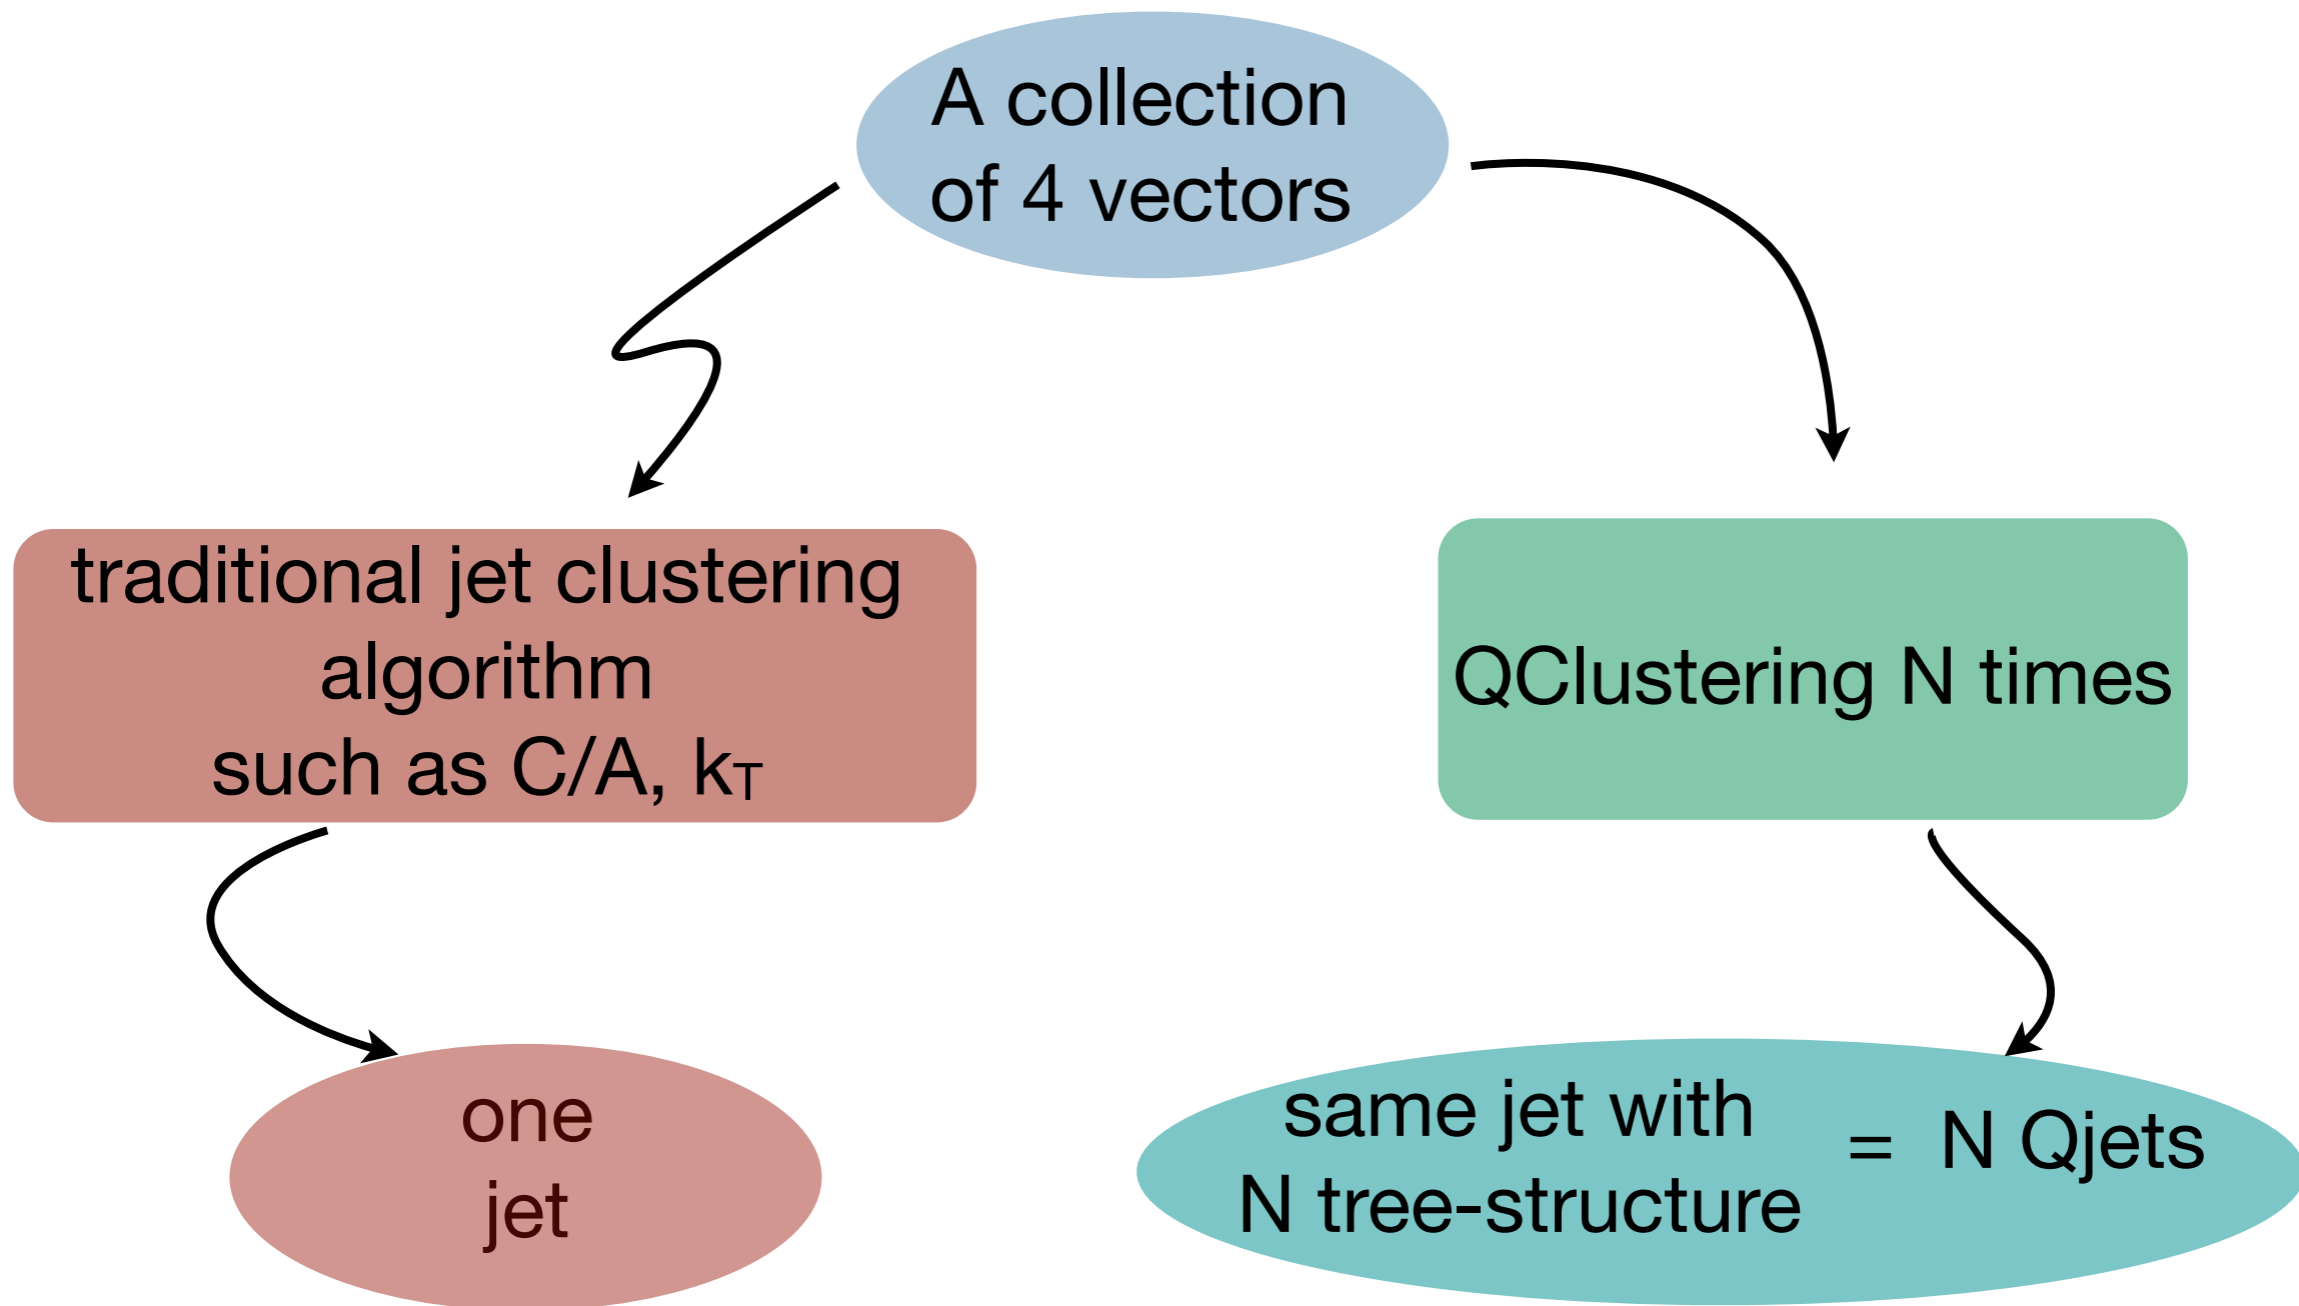 A collection
of 4 vectors
traditional jet clustering
algorithm
such as C/A, kT
QClustering N times
one
jet
same jet with
N tree-structure
= N Qjets